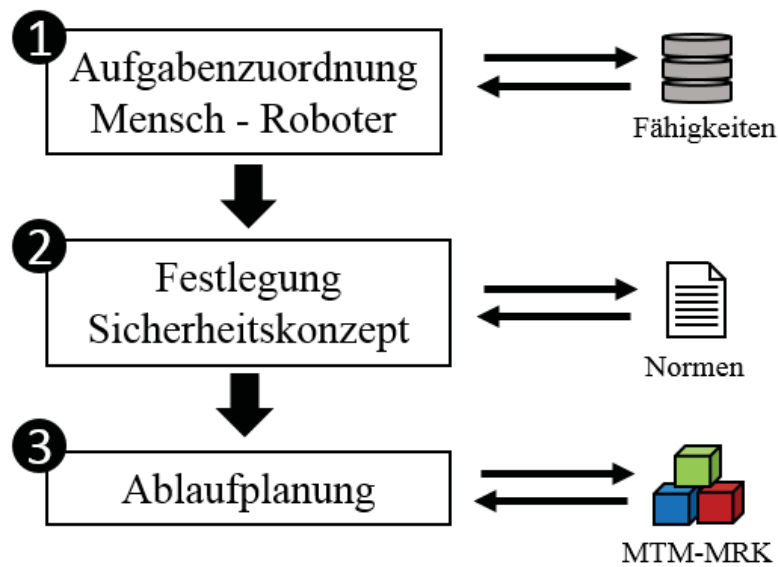 1
Aufgabenzuordnung
Mensch - Roboter
Fähigkeiten
2
Festlegung
Sicherheitskonzept
Normen
3
Ablaufplanung
MTM-MRK